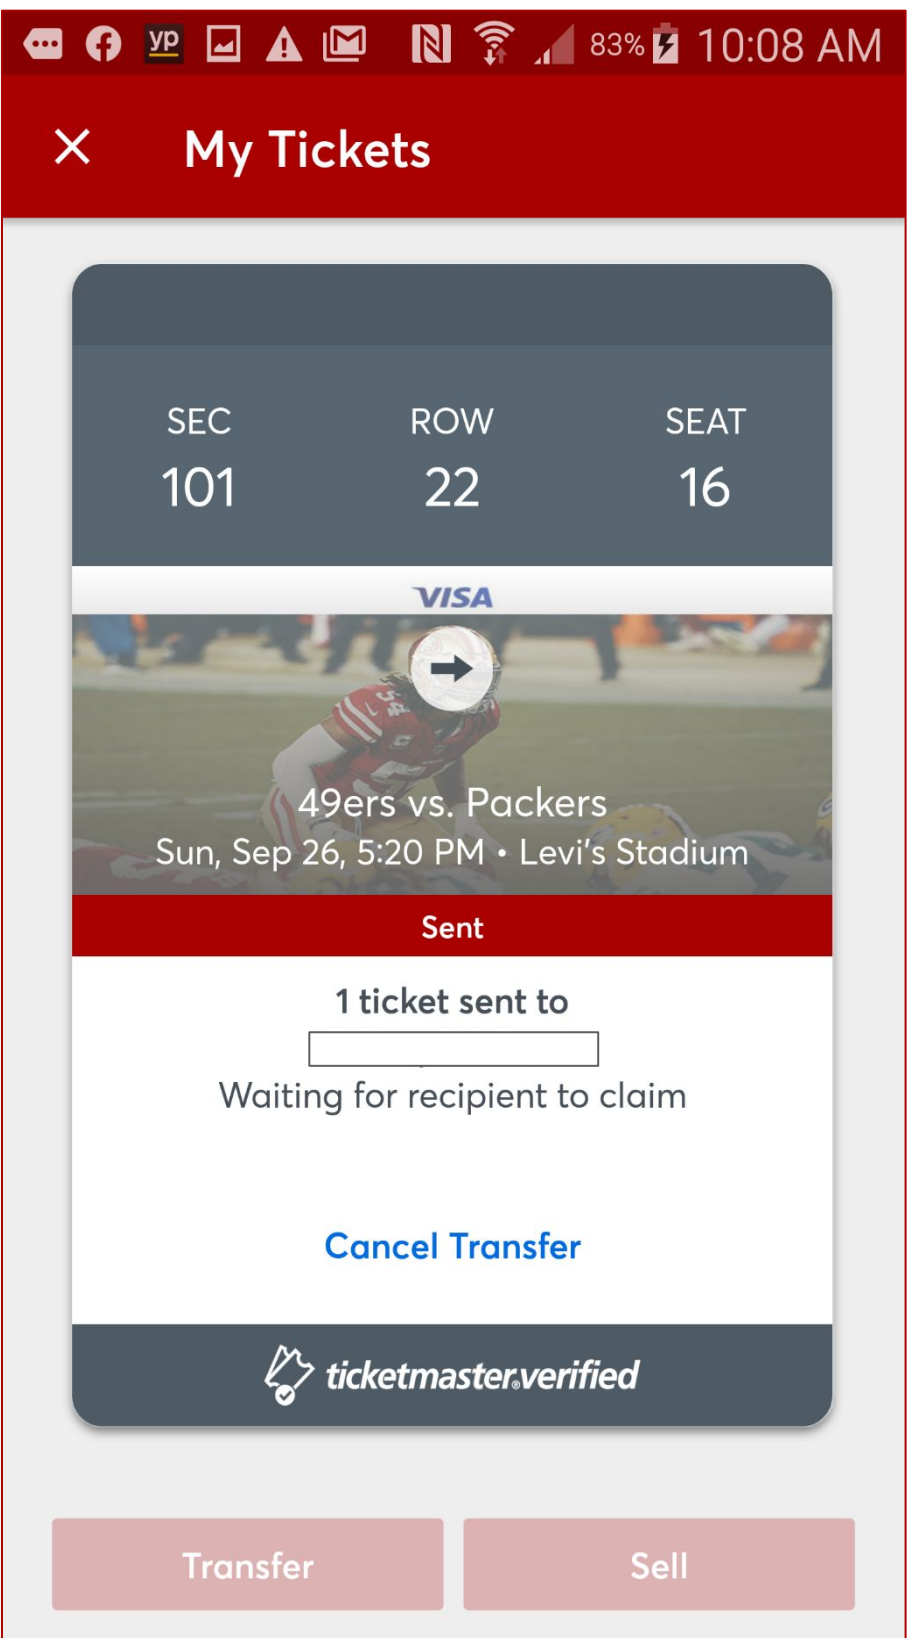 yp 83% 10:08 AM
My Tickets
SEC ROW SEAT
101 22 16
VISA
54
49ers vs. Packers
Sun, Sep 26, 5:20 PM • Levi's Stadium
Sent
1 ticket sent to
Waiting for recipient to claim
Cancel Transfer
ticketmaster®verified
Transfer Sell